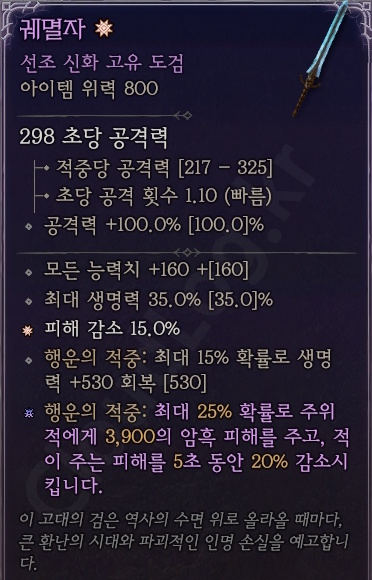 궤멸자
선조 신화 고유 도검
아이템 위력 800
298 초당 공격력
적중당 공격력 [217 – 325]
초당 공격 횟수 1.10 (빠름)
공격력 +100.0% [100.0]%
모든 능력치 +160 +[160]
최대 생명력 35.0% [35.0]%
피해 감소 15.0%
행운의 적중: 최대 15% 확률로 생명
력 +530 회복 [530]
행운의 적중: 최대 25% 확률로 주위
적에게 3,900의 암흑 피해를 주고, 적
이 주는 피해를 5초 동안 20% 감소시
킵니다.
이 고대의 검은 역사의 수면 위로 올라올 때마다,
큰 환난의 시대와 파괴적인 인명 손실을 예고합니
다.